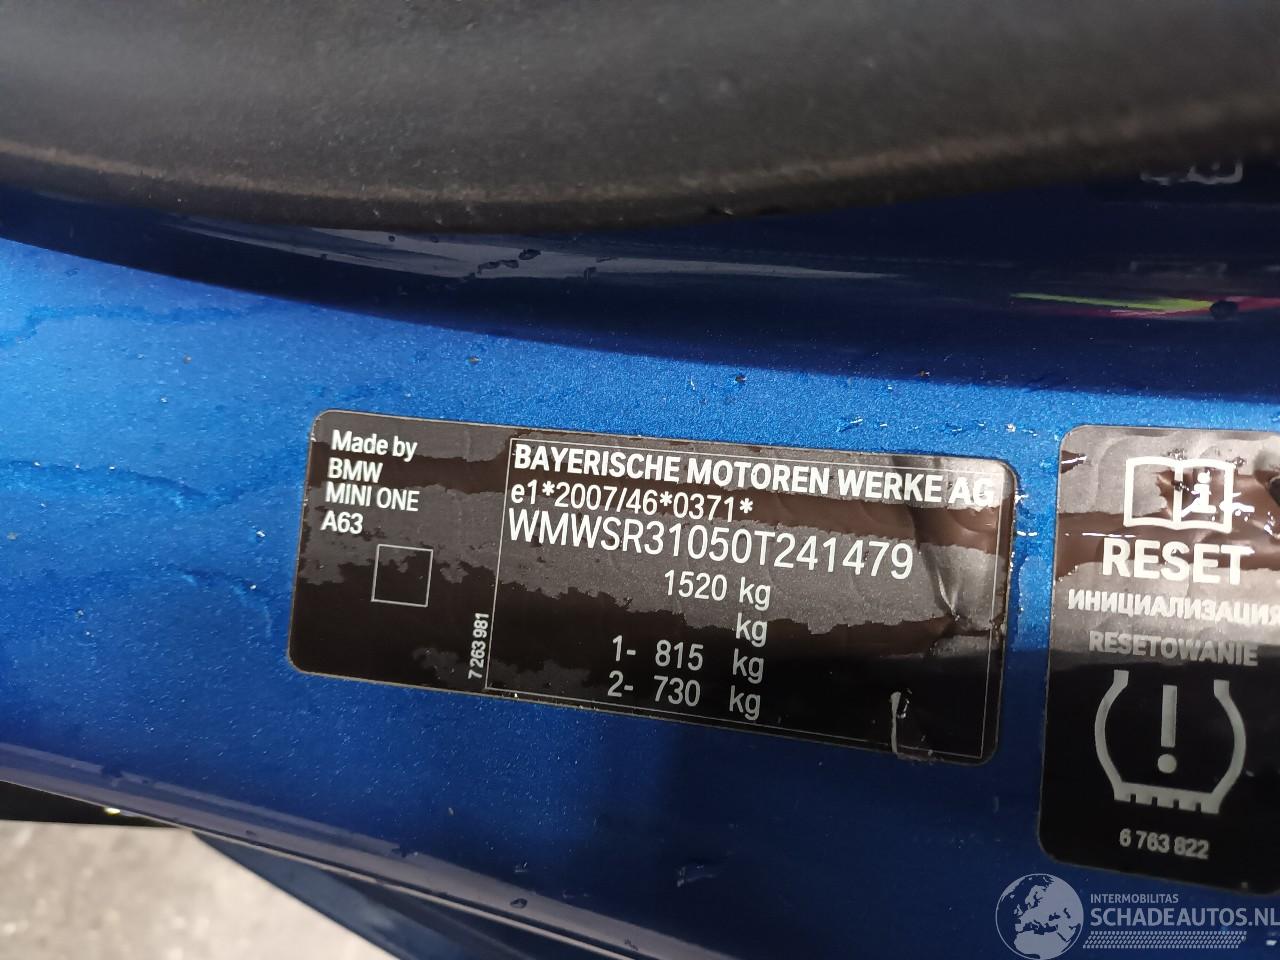 Made by
BMW
MINI ONE
A63
7 263 981
BAYERISCHE MOTOREN WERKE AG
e1*2007/46*0371*
WMWSR31050T241479
1520 kg
kg
1- 815 kg
2- 730 kg
RESET
ИНИЦИАЛИЗАЦИЯ
RESETOWANIE
6 763 822
INTERMOBILITAS
SCHADEAUTOS.NL